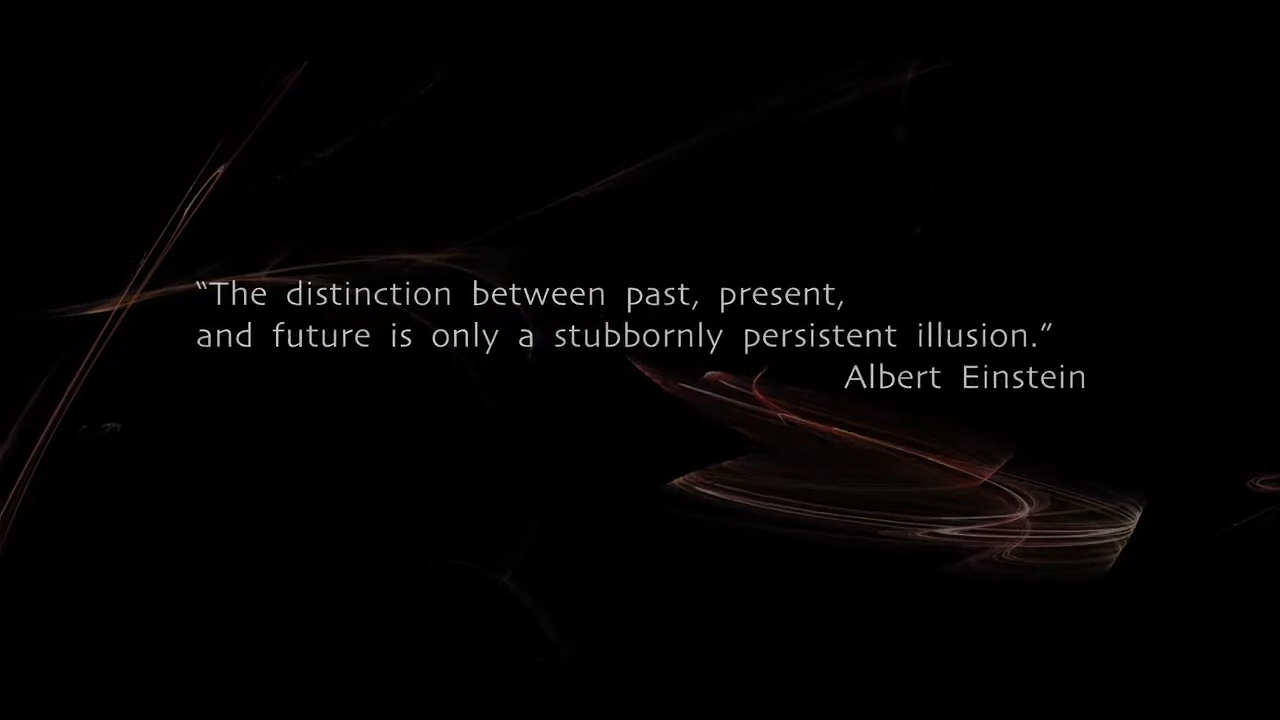 “The distinction between past, present,
and future is only a stubbornly persistent illusion.”
Albert Einstein